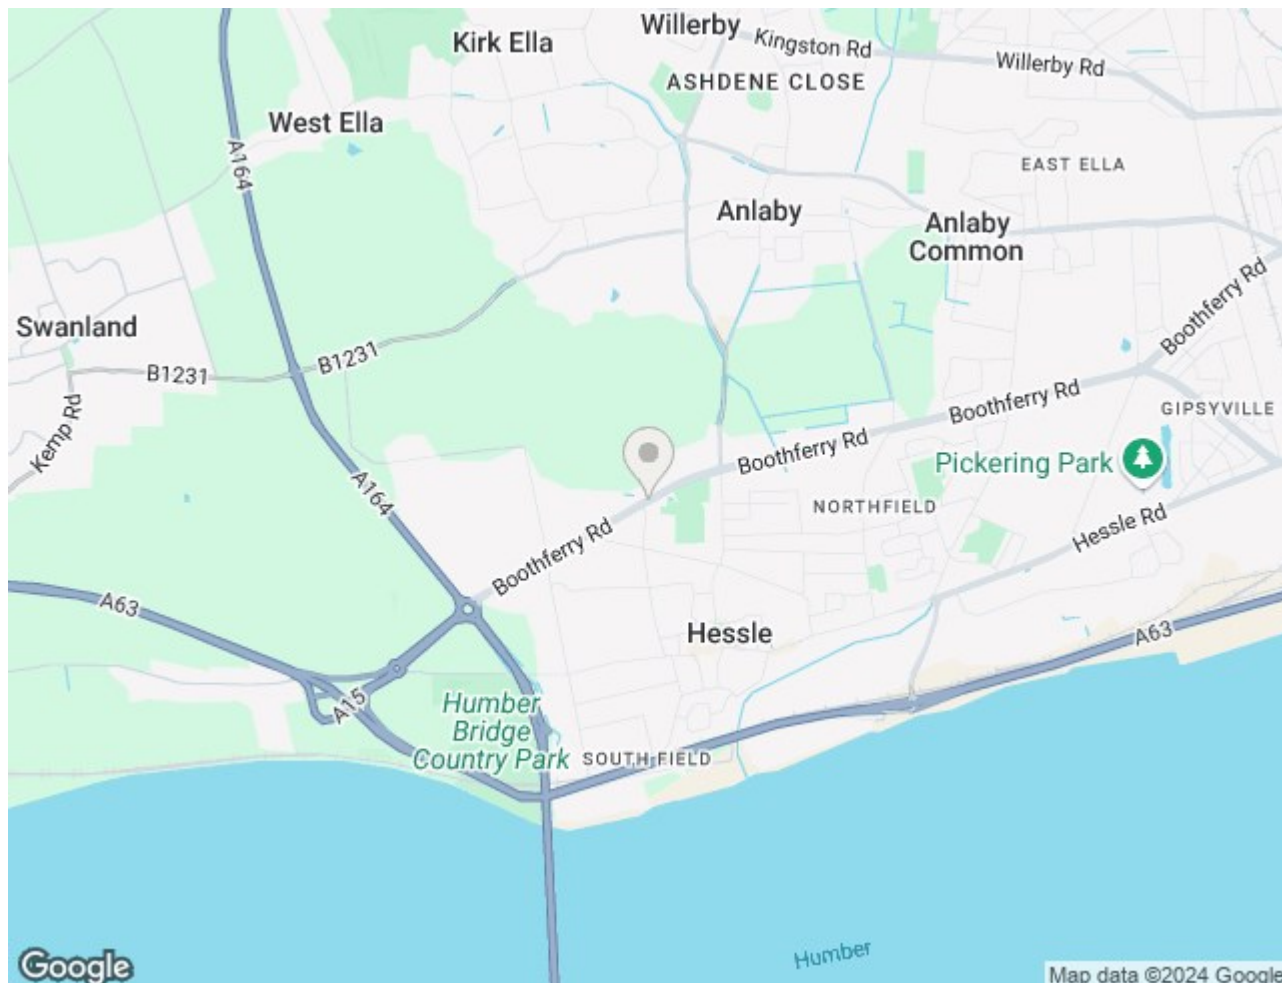 Willerby
Kirk Ella
Kingston Rd
Willerby Rd
ASHDENE CLOSE
West Ella
A164
EAST ELLA
Anlaby
Anlaby
Common
Boothferry Rd
Swanland
B1231
B1231
Kemp Rd
Boothferry Rd
GIPSYVILLE
Boothferry Rd
Pickering Park
A164
NORTHFIELD
Hessle Rd
Boothferry Rd
A63
Hessle
A63
A15
Humber
Bridge
Country Park
SOUTH FIELD
Humber
Google
Map data ©2024 Google